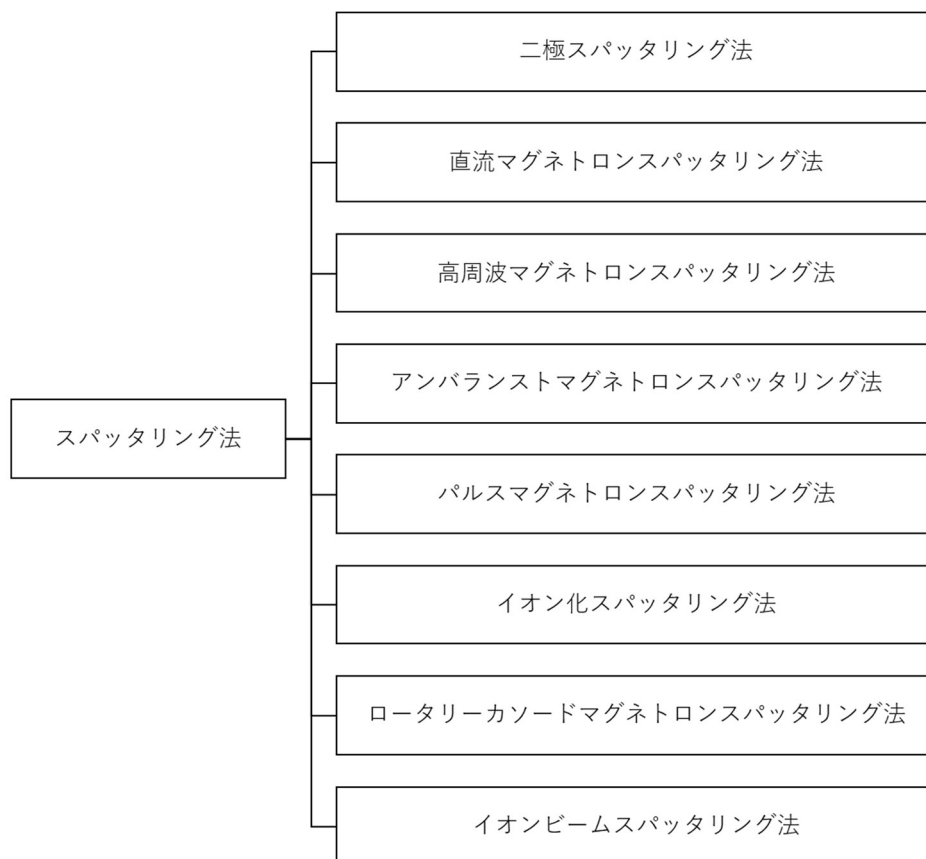 二極スパッタリング法
直流マグネトロンスパッタリング法
高周波マグネトロンスパッタリング法
アンバランストマグネトロンスパッタリング法
スパッタリング法
パルスマグネトロンスパッタリング法
イオン化スパッタリング法
ロータリーカソードマグネトロンスパッタリング法
イオンビームスパッタリング法